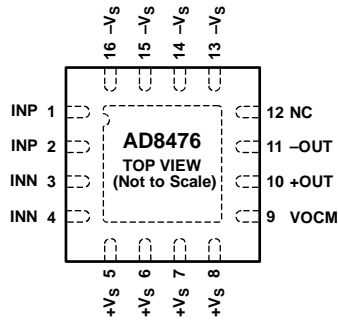 16 –VS
15 –VS
14 –VS
13 –VS
INP 1
INP 2
INN 3
INN 4
AD8476
TOP VIEW
(Not to Scale)
12 NC
11 –OUT
10 +OUT
9 VOCM
+VS 5
+VS 6
+VS 7
+VS 8